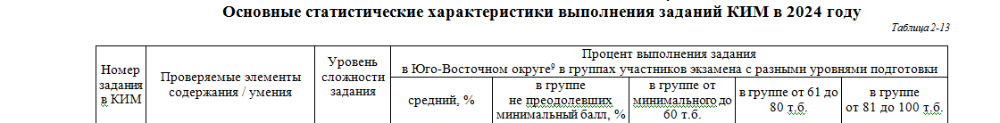 Основные статистические характеристики выполнения заданий КИМ в 2024 году
Таблица 2-13
Номер
задания
в КИМ
Проверяемые элементы
содержания / умения
Уровень
сложности
задания
Процент выполнения задания
в Юго-Восточном округе9 в группах участников экзамена с разными уровнями подготовки
средний, %
в группе
не преодолевших
минимальный балл, %
в группе от
минимального до
60 т.б.
в группе от 61 до
80 т.б.
в группе
от 81 до 100 т.б.